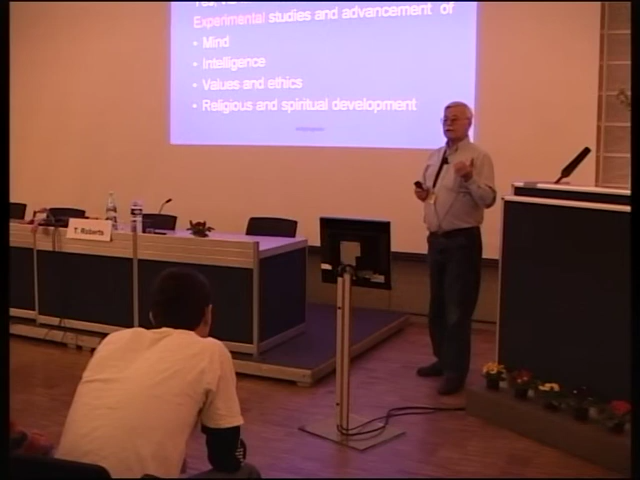 Experimental studies and advancement of
• Mind
• Intelligence
• Values and ethics
• Religious and spiritual development
T. Roberts